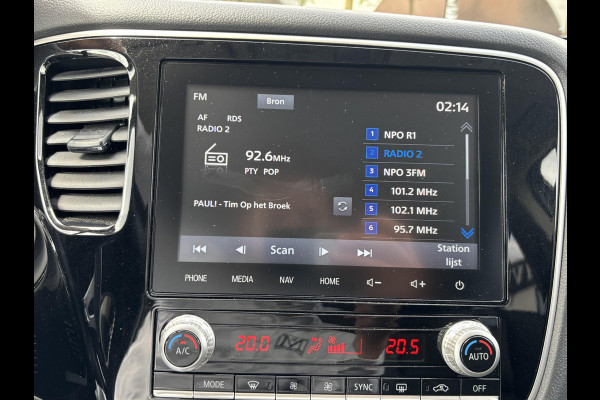 FM
Bron
02:14
AF RDS
RADIO 2
92.6MHz
PTY POP
PAUL! - Tim Op het Broek
1 NPO R1
2 RADIO 2
3 NPO 3FM
4 101.2 MHz
5 102.1 MHz
6 95.7 MHz
Scan
Station
lijst
PHONE MEDIA NAV HOME
A/C
20.0
20.5
AUTO
MODE SYNC OFF